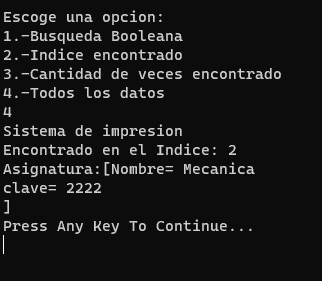 Escoge una opcion:
1.-Busqueda Booleana
2.-Indice encontrado
3.-Cantidad de veces encontrado
4.-Todos los datos
4
Sistema de impresion
Encontrado en el Indice: 2
Asignatura:[Nombre= Mecanica
clave= 2222
]
Press Any Key To Continue...